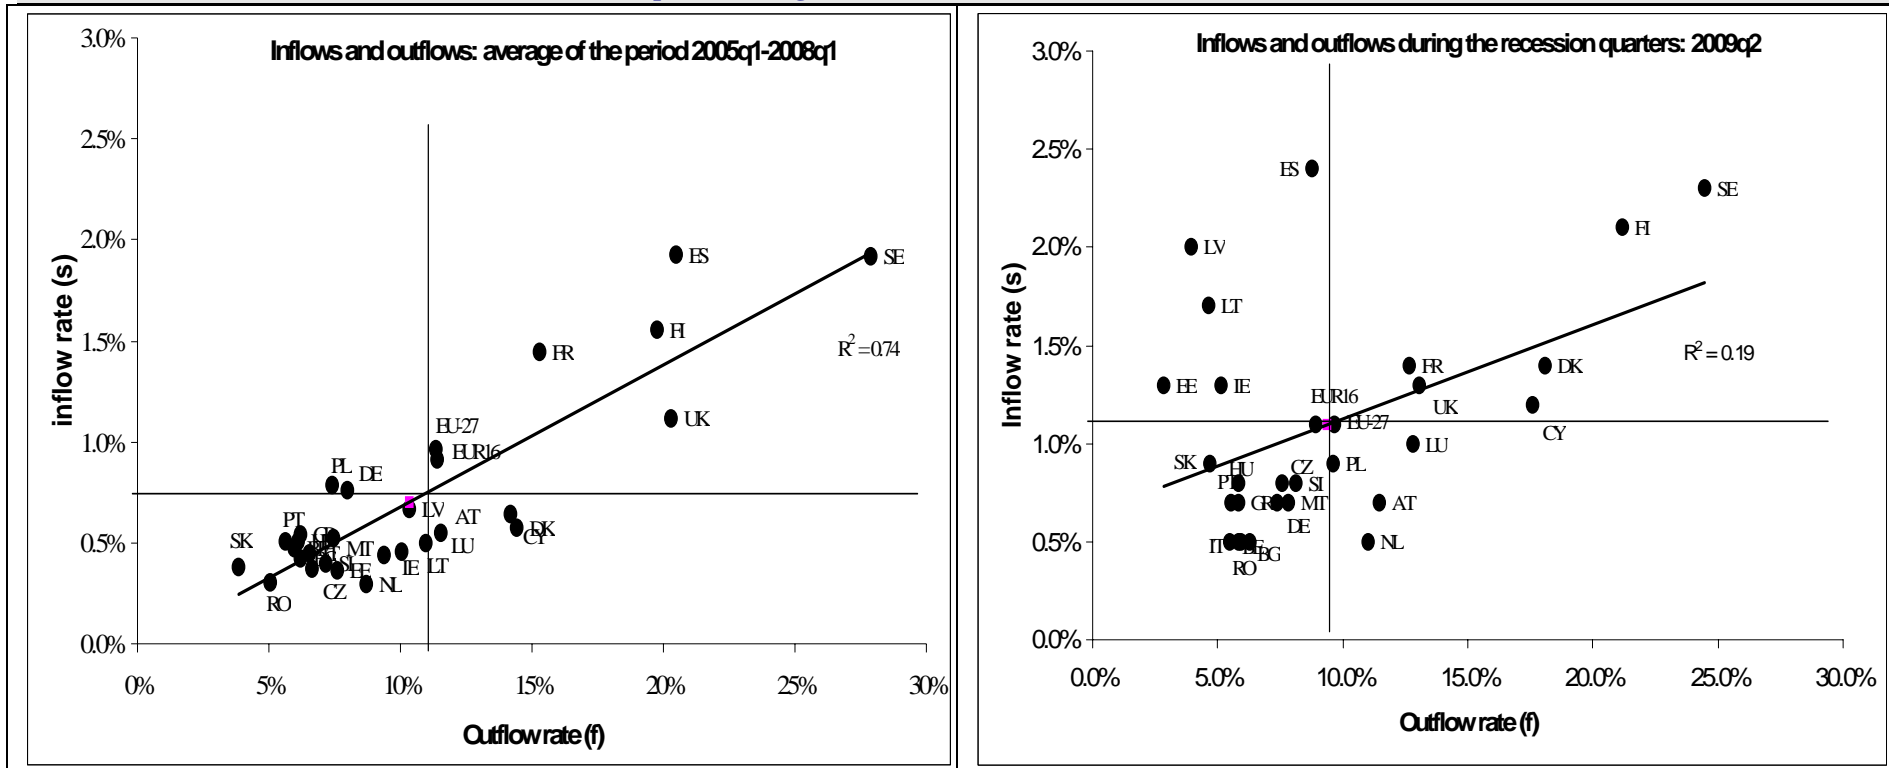 Inflows and outflows: average of the period 2005q1-2008q1
3.0%
2.5%
2.0%
1.5%
1.0%
0.5%
0.0%
inflow rate (s)
ES
SE
FI
R² = 0.74
FR
UK
EU-27
EUR16
PL
DE
LV
AT
DK
CY
PT
SK
MT
LU
SI
EE
IE
LT
CZ
NL
RO
0%
5%
10%
15%
20%
25%
30%
Outflow rate (f)
Inflows and outflows during the recession quarters: 2009q2
3.0%
2.5%
2.0%
1.5%
1.0%
0.5%
0.0%
Inflow rate (s)
ES
SE
FI
LV
LT
R² = 0.19
FR
DK
EE
IE
EUR16
UK
EU-27
CY
LU
SK
HU
CZ
PL
PT
SI
GR
MT
AT
DE
IT
BE
BG
NL
RO
0.0%
5.0%
10.0%
15.0%
20.0%
25.0%
30.0%
Outflow rate (f)